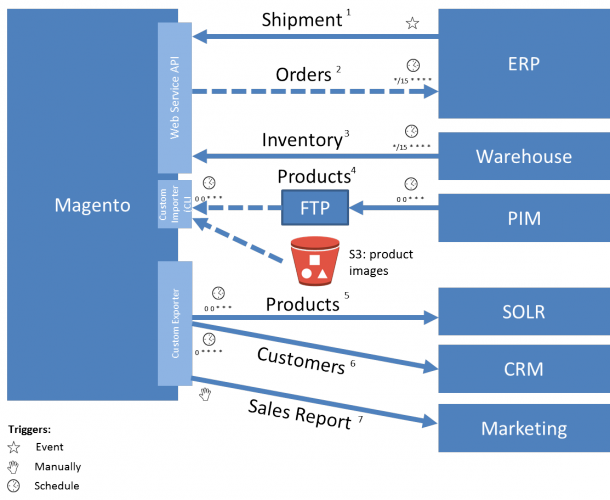 Shipment 1
ERP
Orders 2
*/15 * * * *
Web Service API
Inventory 3
*/15 * * * *
Warehouse
Magento
Products 4
Custom
Importer
(CLI
0 0 * * *
FTP
0 0 * * *
PIM
S3: product
images
Custom Exporter
Products 5
0 0 * * *
SOLR
Customers 6
0 * * * *
CRM
Sales Report 7
Marketing
Triggers:
Event
Manually
Schedule